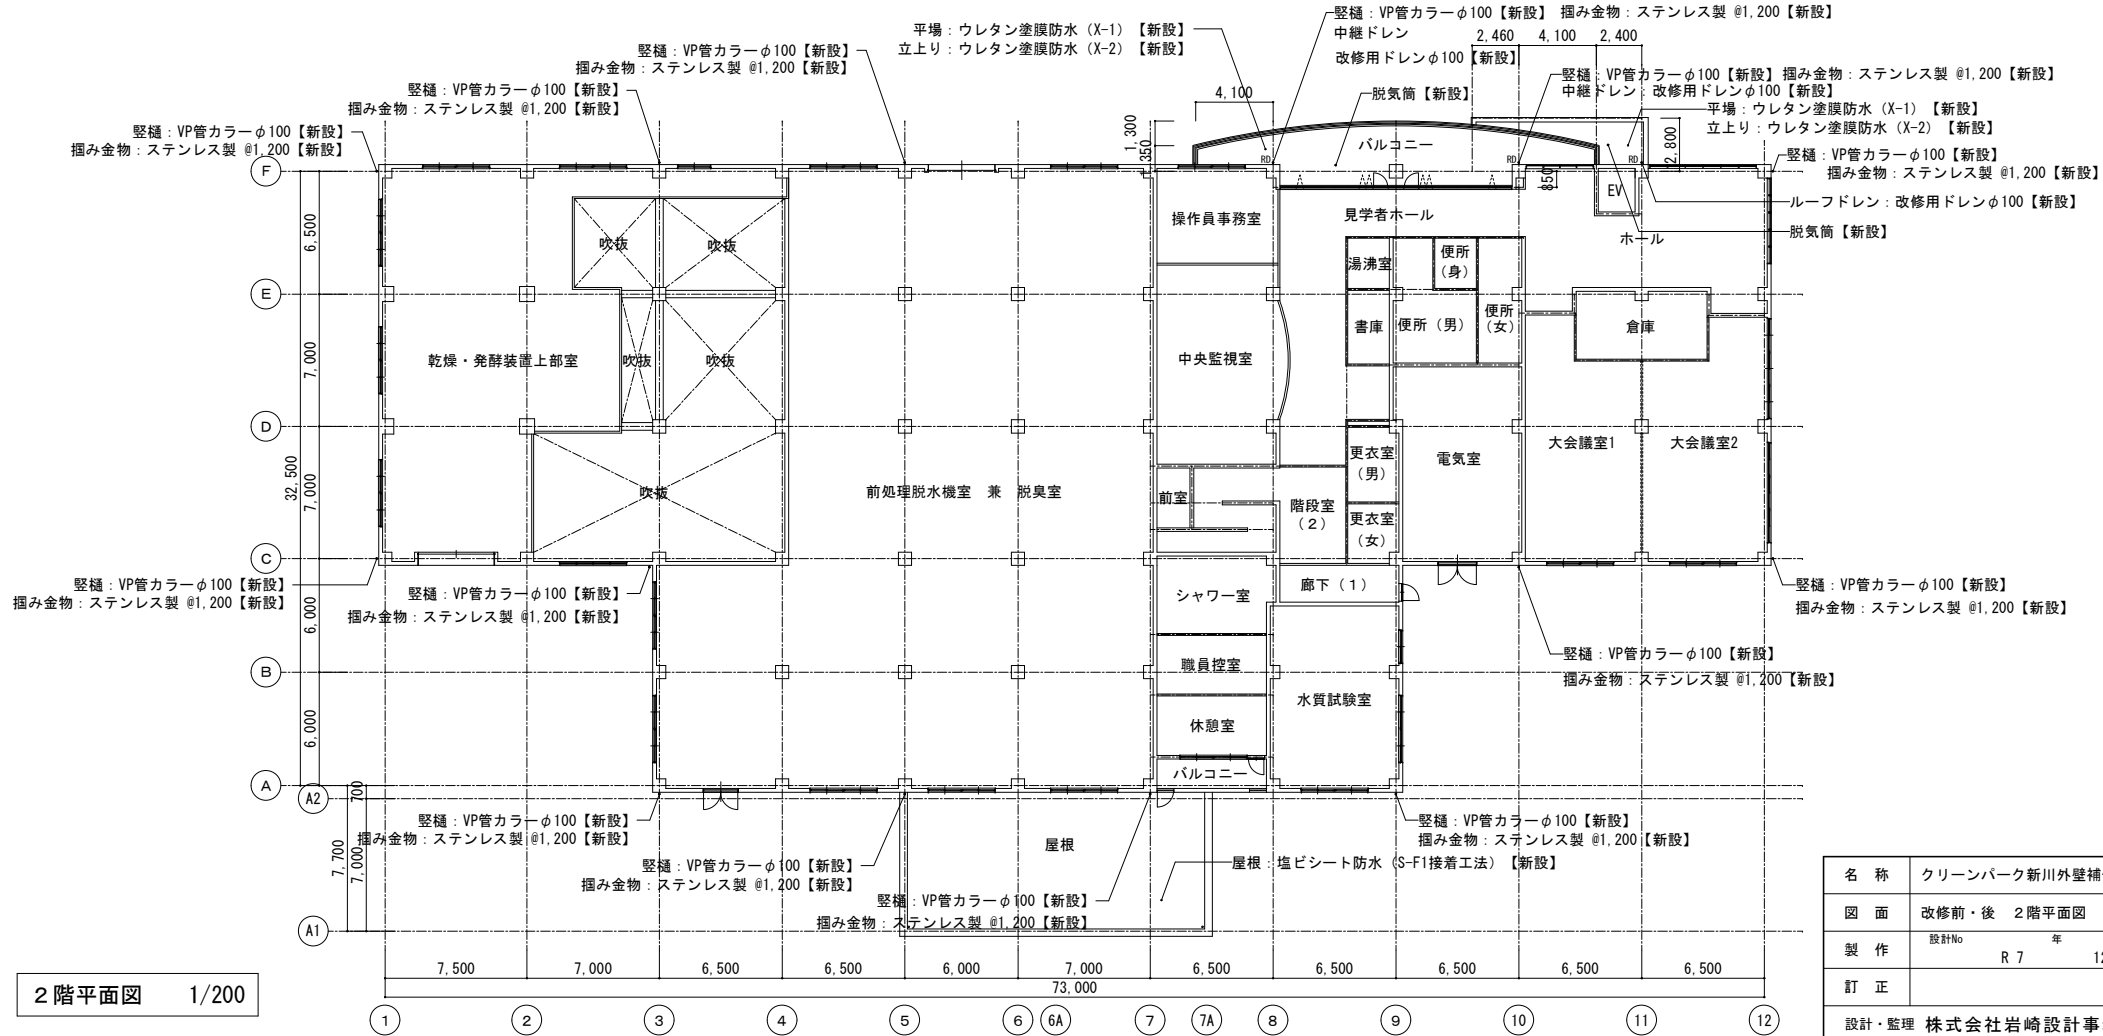 平場：ウレタン塗膜防水（X-1）【新設】
立上り：ウレタン塗膜防水（X-2）【新設】
竪樋：VP管カラーφ100【新設】 掴み金物：ステンレス製 @1,200【新設】
中継ドレン
改修用ドレンφ100【新設】
2,460 4,100 2,400
竪樋：VP管カラーφ100【新設】
掴み金物：ステンレス製 @1,200【新設】
竪樋：VP管カラーφ100【新設】 掴み金物：ステンレス製 @1,200【新設】
中継ドレン：改修用ドレンφ100【新設】
竪樋：VP管カラーφ100【新設】
掴み金物：ステンレス製 @1,200【新設】
4,100
脱気筒【新設】
平場：ウレタン塗膜防水（X-1）【新設】
立上り：ウレタン塗膜防水（X-2）【新設】
竪樋：VP管カラーφ100【新設】
掴み金物：ステンレス製 @1,200【新設】
1,300
350
バルコニー
2,800
RD
RD
RD
竪樋：VP管カラーφ100【新設】
掴み金物：ステンレス製 @1,200【新設】
F
850
EV
ルーフドレン：改修用ドレンφ100【新設】
操作員事務室
見学者ホール
ホール
脱気筒【新設】
6,500
吹抜
吹抜
湯沸室
便所
（身）
E
書庫
便所（男）
便所
（女）
倉庫
7,000
乾燥・発酵装置上部室
吹抜
吹抜
中央監視室
D
大会議室1
大会議室2
更衣室
（男）
電気室
32,500
7,000
吹抜
前処理脱水機室　兼　脱臭室
前室
階段室
（2）
更衣室
（女）
C
竪樋：VP管カラーφ100【新設】
掴み金物：ステンレス製 @1,200【新設】
竪樋：VP管カラーφ100【新設】
掴み金物：ステンレス製 @1,200【新設】
シャワー室
廊下（1）
竪樋：VP管カラーφ100【新設】
掴み金物：ステンレス製 @1,200【新設】
6,000
B
職員控室
竪樋：VP管カラーφ100【新設】
掴み金物：ステンレス製 @1,200【新設】
6,000
休憩室
水質試験室
バルコニー
A
A2
700
竪樋：VP管カラーφ100【新設】
掴み金物：ステンレス製 @1,200【新設】
竪樋：VP管カラーφ100【新設】
掴み金物：ステンレス製 @1,200【新設】
屋根
7,700
7,000
竪樋：VP管カラーφ100【新設】
掴み金物：ステンレス製 @1,200【新設】
屋根：塩ビシート防水（S-F1接着工法）【新設】
竪樋：VP管カラーφ100【新設】
掴み金物：ステンレス製 @1,200【新設】
A1
7,500 7,000 6,500 6,500 6,000 7,000 6,500 6,500 6,500 6,500 6,500
73,000
1 2 3 4 5 6 6A 7 7A 8 9 10 11 12
2階平面図　1/200
名 称 クリーンパーク新川外壁補
図 面 改修前・後　2階平面図
製 作 設計No 年
R 7 12
訂 正
設計・監理 株式会社岩崎設計事